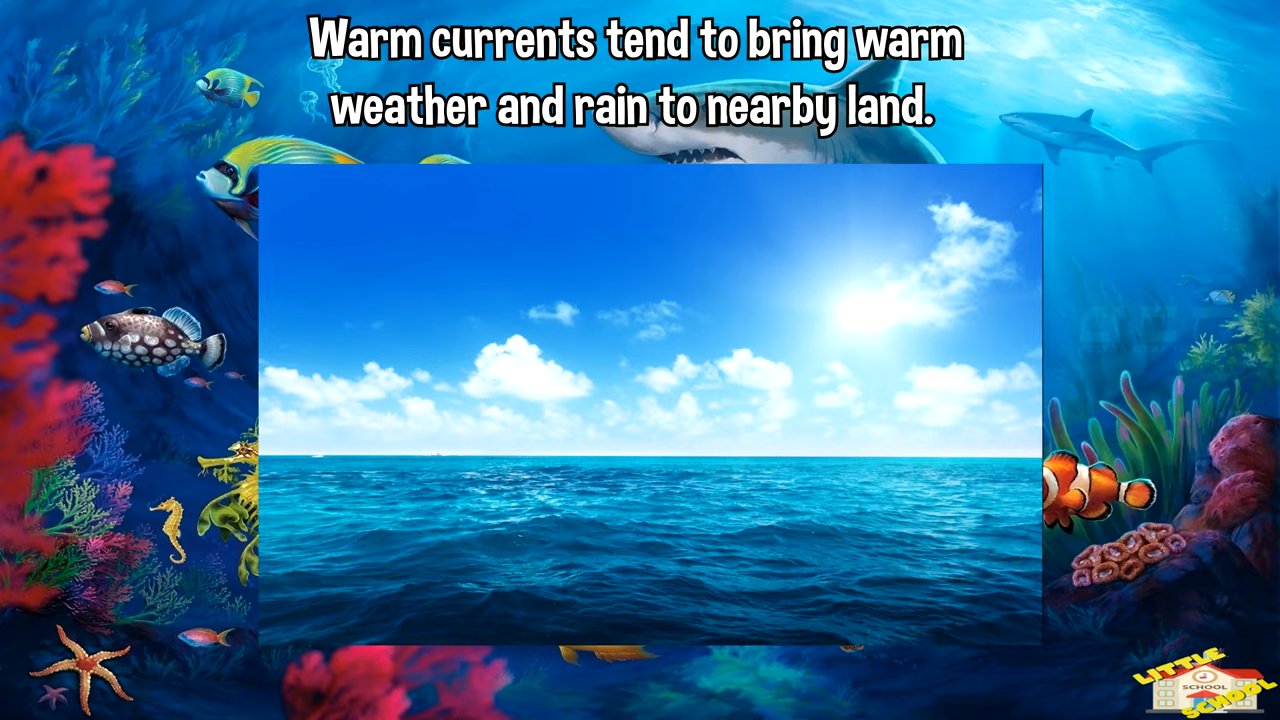 Warm currents tend to bring warm
weather and rain to nearby land.
LITTLE
SCHOOL
SCHOOL